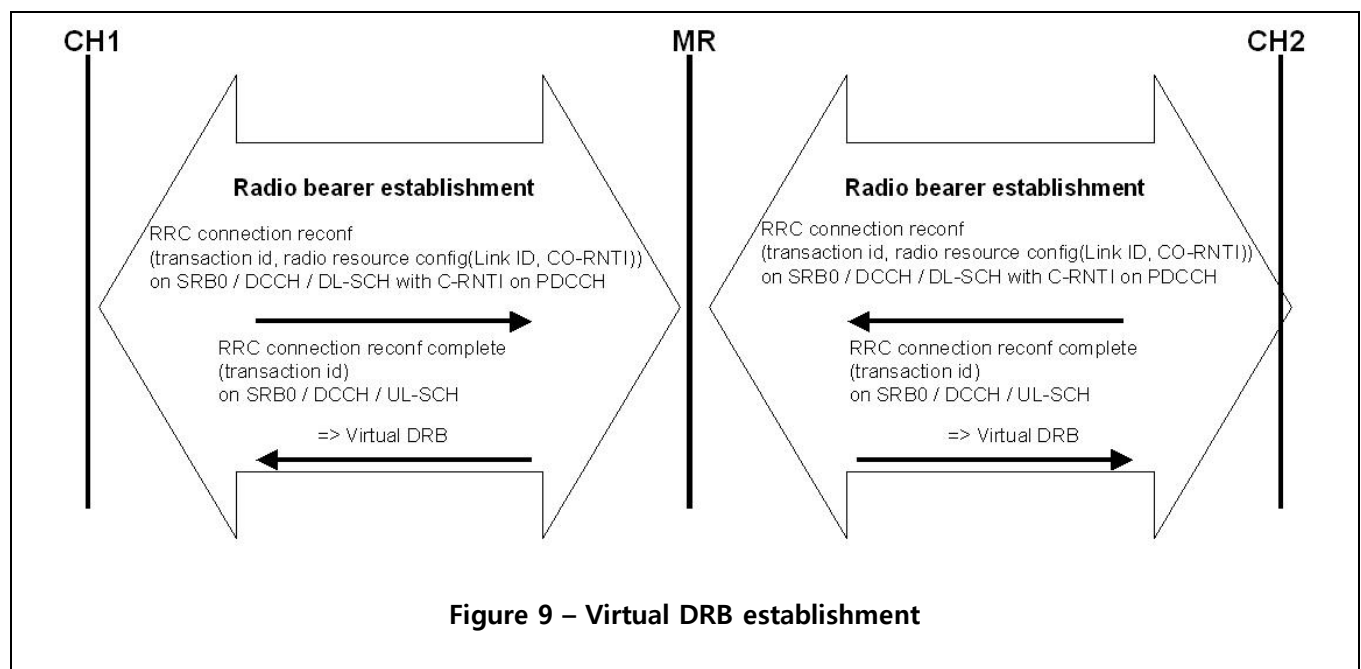 CH1
MR
CH2
Radio bearer establishment
RRC connection reconf
(transaction id, radio resource config(Link ID, CO-RNTI))
on SRB0 / DCCH / DL-SCH with C-RNTI on PDCCH
RRC connection reconf complete
(transaction id)
on SRB0 / DCCH / UL-SCH
=> Virtual DRB
Radio bearer establishment
RRC connection reconf
(transaction id, radio resource config(Link ID, CO-RNTI))
on SRB0 / DCCH / DL-SCH with C-RNTI on PDCCH
RRC connection reconf complete
(transaction id)
on SRB0 / DCCH / UL-SCH
=> Virtual DRB
Figure 9 – Virtual DRB establishment